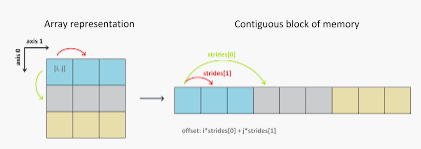 Array representation
Contiguous block of memory
axis 1
axis 0
[i, j]
strides[0]
strides[1]
offset: i*strides[0] + j*strides[1]